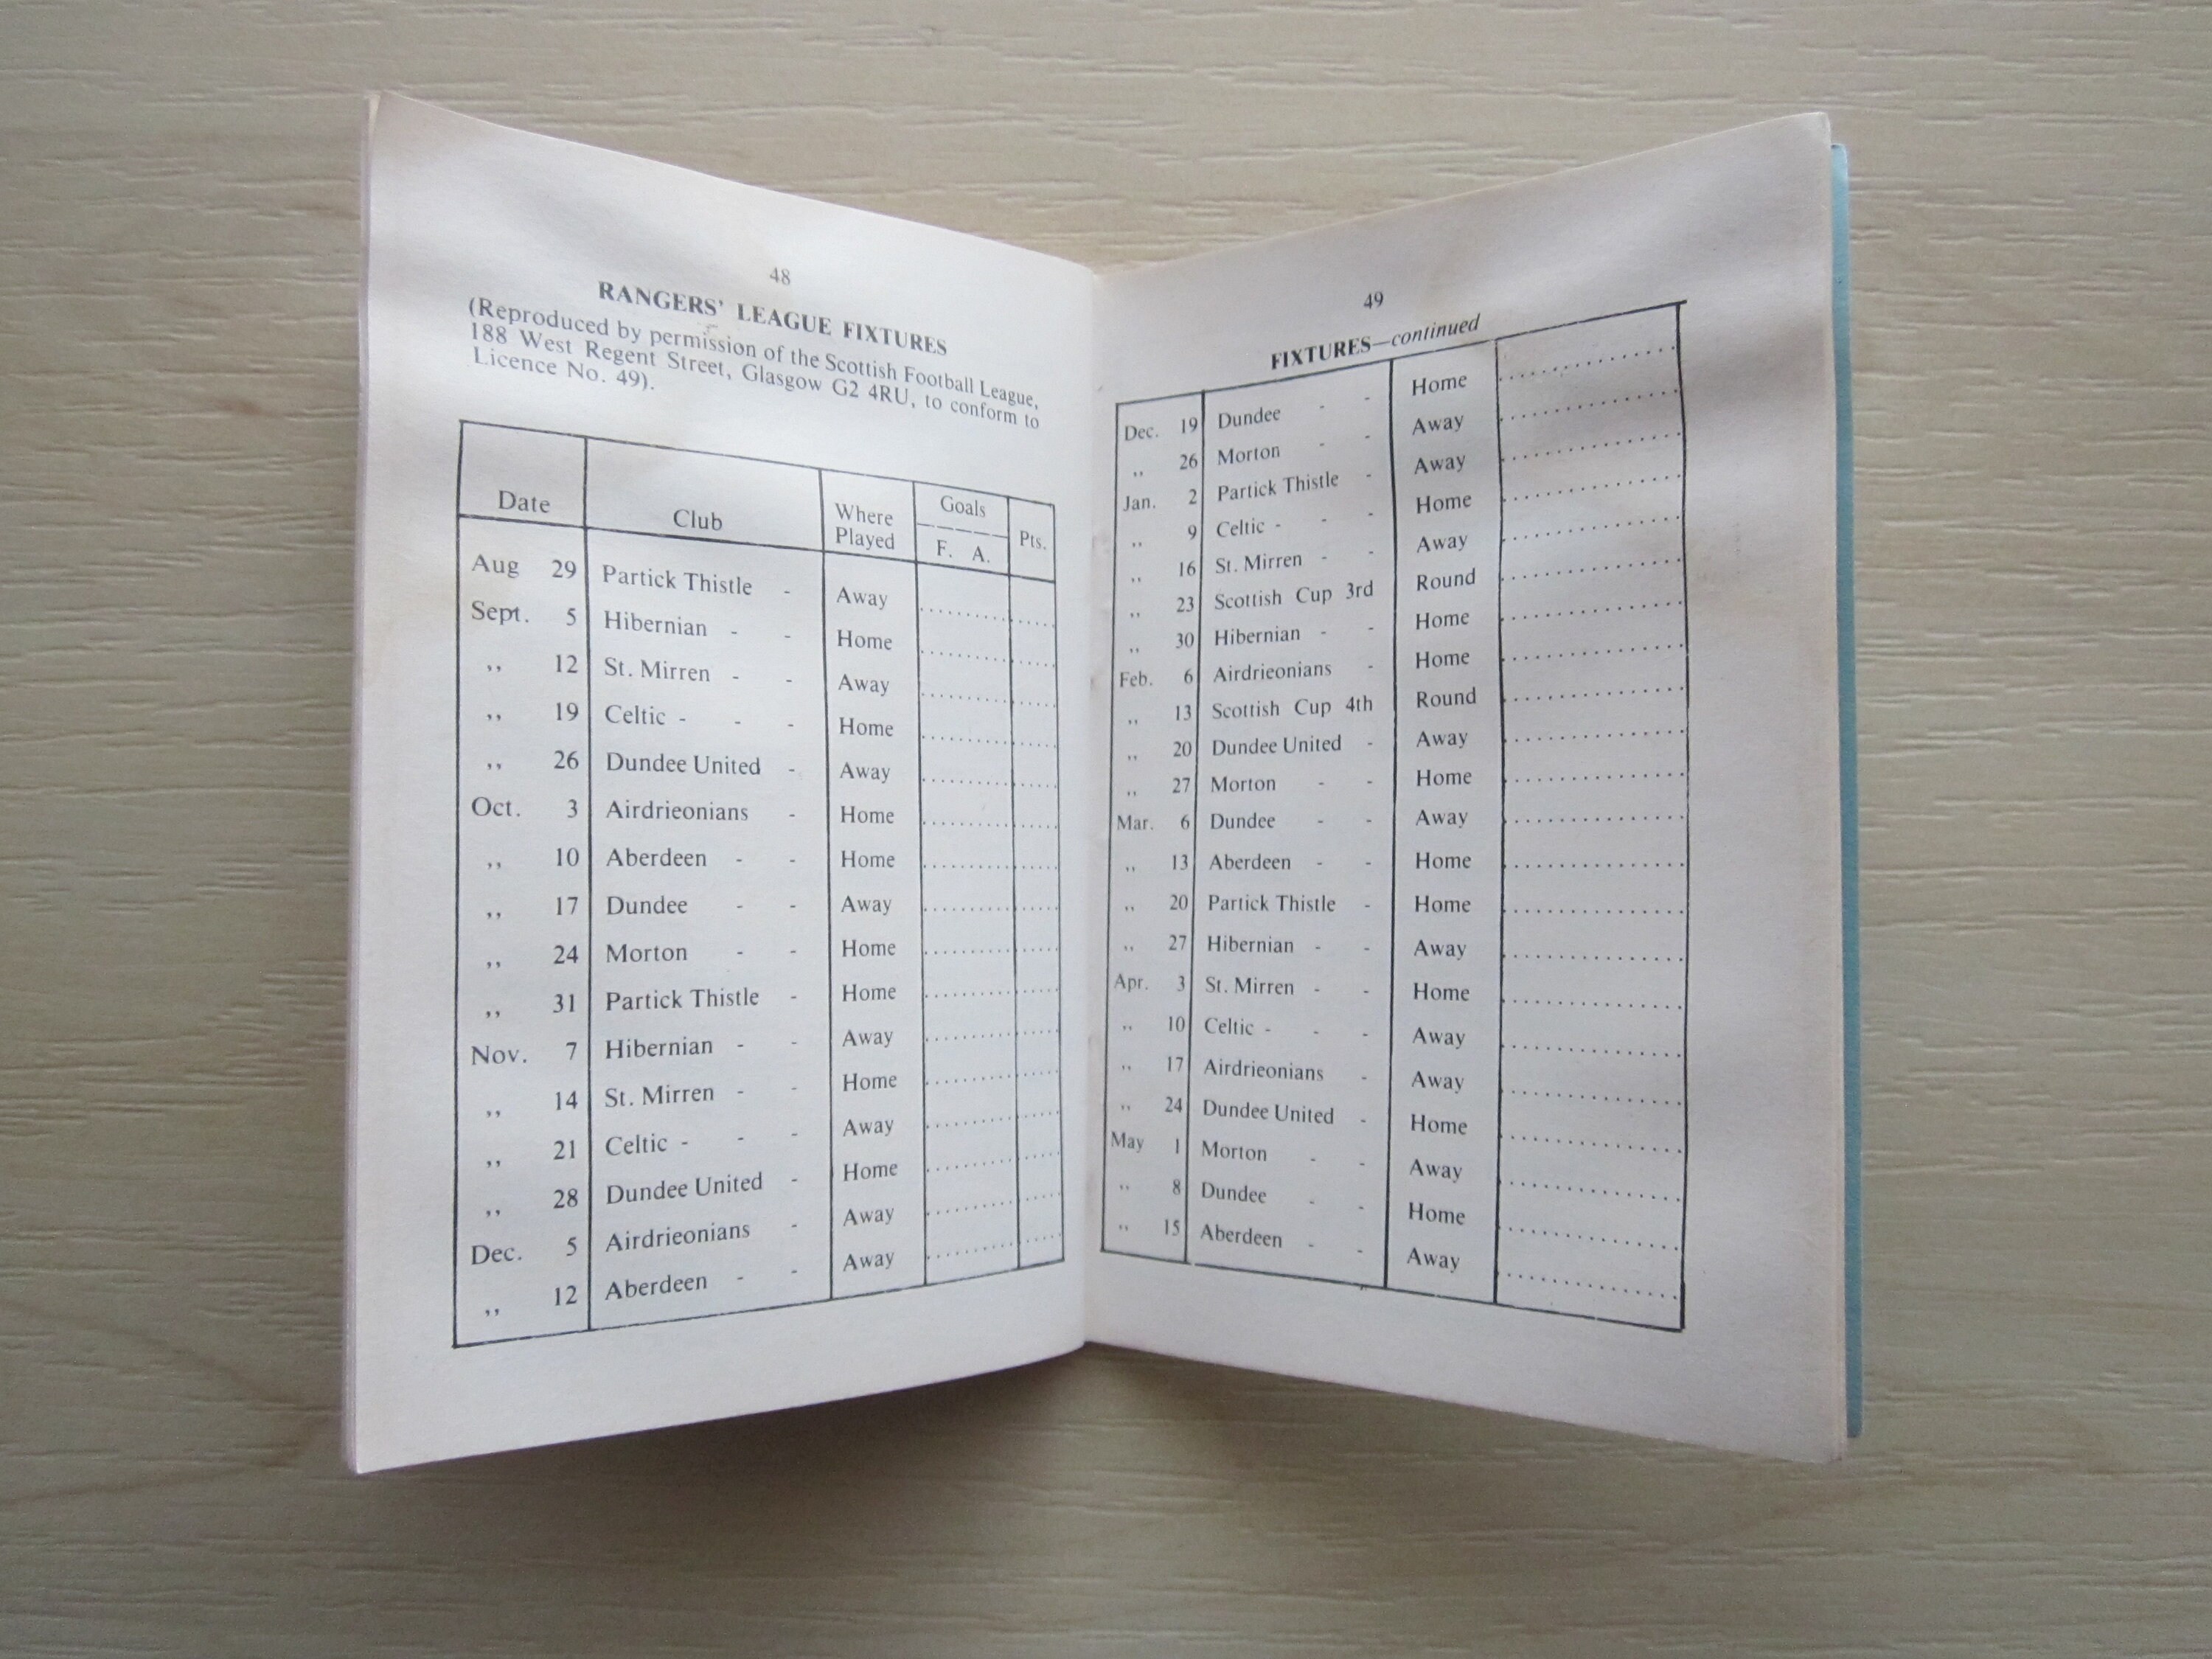 48
RANGERS' LEAGUE FIXTURES
(Reproduced by permission of the Scottish Football League,
188 West Regent Street, Glasgow G2 4RU, to conform to
Licence No. 49).
Date Club Where Played Goals F. A. Pts.
Aug 29 Partick Thistle - Away
Sept. 5 Hibernian - - Home
,, 12 St. Mirren - - Away
,, 19 Celtic - - - Home
,, 26 Dundee United - Away
Oct. 3 Airdrieonians - Home
,, 10 Aberdeen - - Home
,, 17 Dundee - - Away
,, 24 Morton - - Home
,, 31 Partick Thistle - Home
Nov. 7 Hibernian - - Away
,, 14 St. Mirren - - Home
,, 21 Celtic - - - Away
,, 28 Dundee United - Home
Dec. 5 Airdrieonians - Away
,, 12 Aberdeen - - Away
49
FIXTURES—continued
Dec. 19 Dundee - - Home
,, 26 Morton - - Away
Jan. 2 Partick Thistle - Away
,, 9 Celtic - - - Home
,, 16 St. Mirren - - Away
,, 23 Scottish Cup 3rd Round
,, 30 Hibernian - - Home
Feb. 6 Airdrieonians - Home
,, 13 Scottish Cup 4th Round
,, 20 Dundee United - Away
,, 27 Morton - - Home
Mar. 6 Dundee - - Away
,, 13 Aberdeen - - Home
,, 20 Partick Thistle - Home
,, 27 Hibernian - - Away
Apr. 3 St. Mirren - - Home
,, 10 Celtic - - - Away
,, 17 Airdrieonians - Away
,, 24 Dundee United - Home
May 1 Morton - - Away
,, 8 Dundee - - Home
,, 15 Aberdeen - - Away